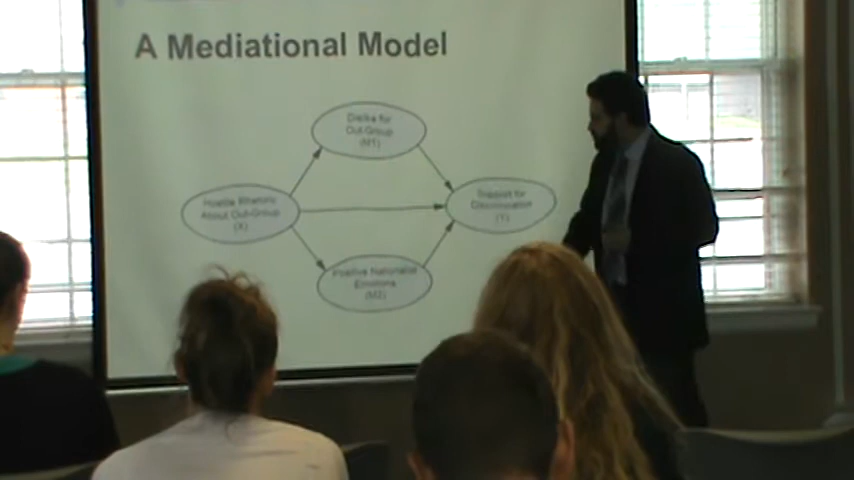 A Mediational Model
Dislike for
Out-Group
(M1)
Hostile Rhetoric
About Out-Group
(X)
Support for
Discrimination
(Y)
Positive Nationalist
Emotions
(M2)